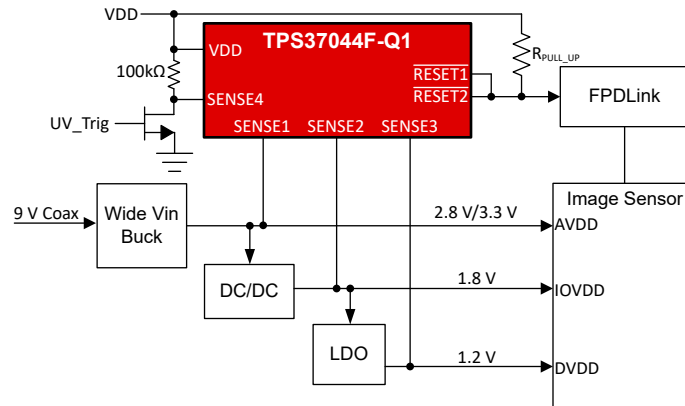 VDD
TPS37044F-Q1
VDD
100kΩ
RESET1
RPULL_UP
SENSE4
RESET2
FPDLink
UV_Trig
SENSE1 SENSE2 SENSE3
Image Sensor
9 V Coax
Wide Vin
Buck
2.8 V/3.3 V
AVDD
DC/DC
1.8 V
IOVDD
LDO
1.2 V
DVDD